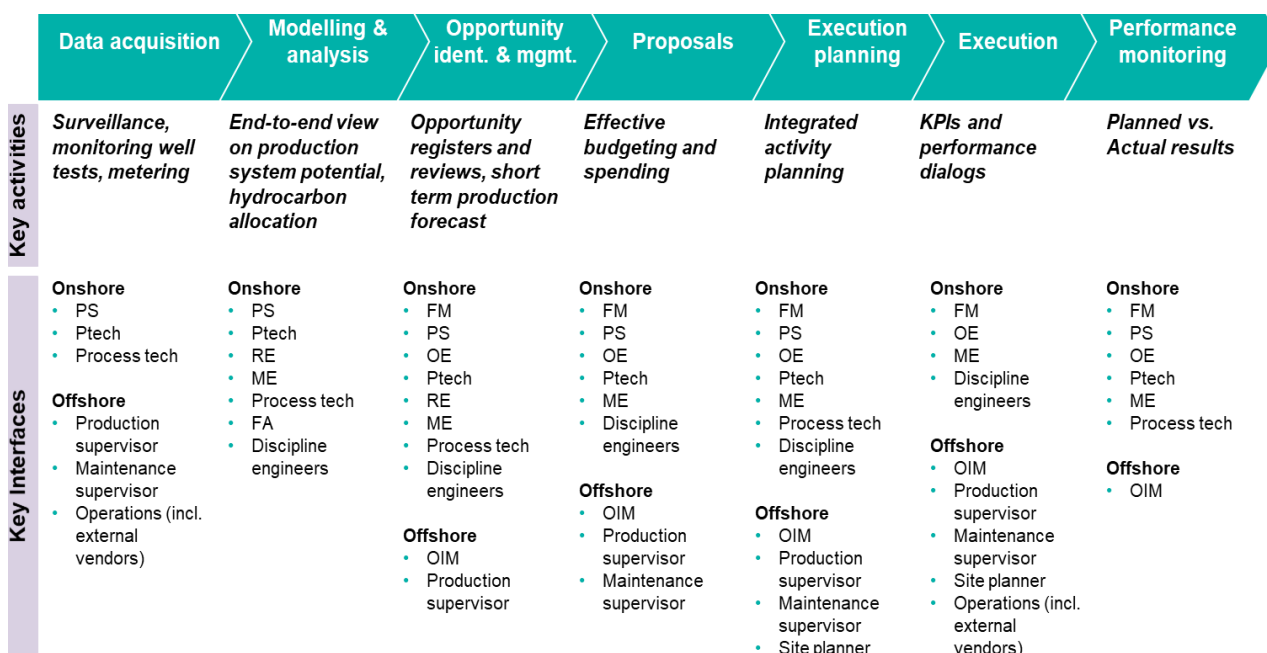 Data acquisition
Modelling &
analysis
Opportunity
ident. & mgmt.
Proposals
Execution
planning
Execution
Performance
monitoring
Key activities
Surveillance,
monitoring well
tests, metering
End-to-end view
on production
system potential,
hydrocarbon
allocation
Opportunity
registers and
reviews, short
term production
forecast
Effective
budgeting and
spending
Integrated
activity
planning
KPIs and
performance
dialogs
Planned vs.
Actual results
Key Interfaces
Onshore
• PS
• Ptech
• Process tech
Offshore
• Production
supervisor
• Maintenance
supervisor
• Operations (incl.
external
vendors)
Onshore
• PS
• Ptech
• RE
• ME
• Process tech
• FA
• Discipline
engineers
Onshore
• FM
• PS
• OE
• Ptech
• RE
• ME
• Process tech
• Discipline
engineers
Offshore
• OIM
• Production
supervisor
Onshore
• FM
• PS
• OE
• Ptech
• ME
• Discipline
engineers
Offshore
• OIM
• Production
supervisor
• Maintenance
supervisor
Onshore
• FM
• PS
• OE
• Ptech
• ME
• Process tech
• Discipline
engineers
Offshore
• OIM
• Production
supervisor
• Maintenance
supervisor
• Site planner
Onshore
• FM
• OE
• ME
• Discipline
engineers
Offshore
• OIM
• Production
supervisor
• Maintenance
supervisor
• Site planner
• Operations (incl.
external
vendors)
Onshore
• FM
• PS
• OE
• Ptech
• ME
• Process tech
Offshore
• OIM